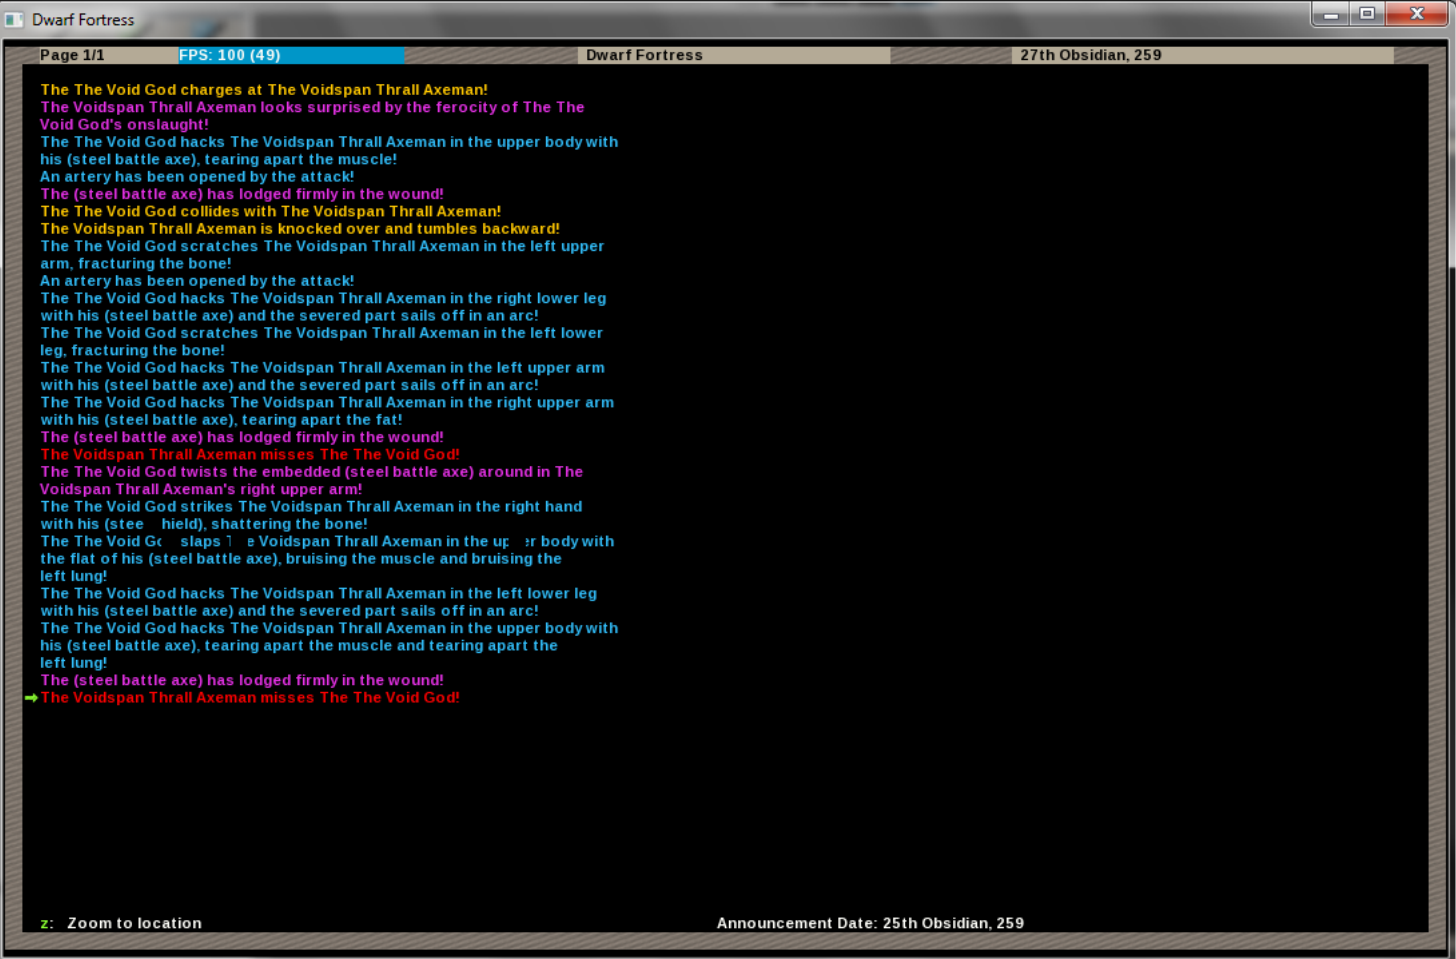 Dwarf Fortress
Page 1/1 FPS: 100 (49) Dwarf Fortress 27th Obsidian, 259
The The Void God charges at The Voidspan Thrall Axeman!
The Voidspan Thrall Axeman looks surprised by the ferocity of The The
Void God's onslaught!
The The Void God hacks The Voidspan Thrall Axeman in the upper body with
his (steel battle axe), tearing apart the muscle!
An artery has been opened by the attack!
The (steel battle axe) has lodged firmly in the wound!
The The Void God collides with The Voidspan Thrall Axeman!
The Voidspan Thrall Axeman is knocked over and tumbles backward!
The The Void God scratches The Voidspan Thrall Axeman in the left upper
arm, fracturing the bone!
An artery has been opened by the attack!
The The Void God hacks The Voidspan Thrall Axeman in the right lower leg
with his (steel battle axe) and the severed part sails off in an arc!
The The Void God scratches The Voidspan Thrall Axeman in the left lower
leg, fracturing the bone!
The The Void God hacks The Voidspan Thrall Axeman in the left upper arm
with his (steel battle axe) and the severed part sails off in an arc!
The The Void God hacks The Voidspan Thrall Axeman in the right upper arm
with his (steel battle axe), tearing apart the fat!
The (steel battle axe) has lodged firmly in the wound!
The Voidspan Thrall Axeman misses The The Void God!
The The Void God twists the embedded (steel battle axe) around in The
Voidspan Thrall Axeman's right upper arm!
The The Void God strikes The Voidspan Thrall Axeman in the right hand
with his (stee hield), shattering the bone!
The The Void Go slaps T e Voidspan Thrall Axeman in the up er body with
the flat of his (steel battle axe), bruising the muscle and bruising the
left lung!
The The Void God hacks The Voidspan Thrall Axeman in the left lower leg
with his (steel battle axe) and the severed part sails off in an arc!
The The Void God hacks The Voidspan Thrall Axeman in the upper body with
his (steel battle axe), tearing apart the muscle and tearing apart the
left lung!
The (steel battle axe) has lodged firmly in the wound!
The Voidspan Thrall Axeman misses The The Void God!
z: Zoom to location Announcement Date: 25th Obsidian, 259